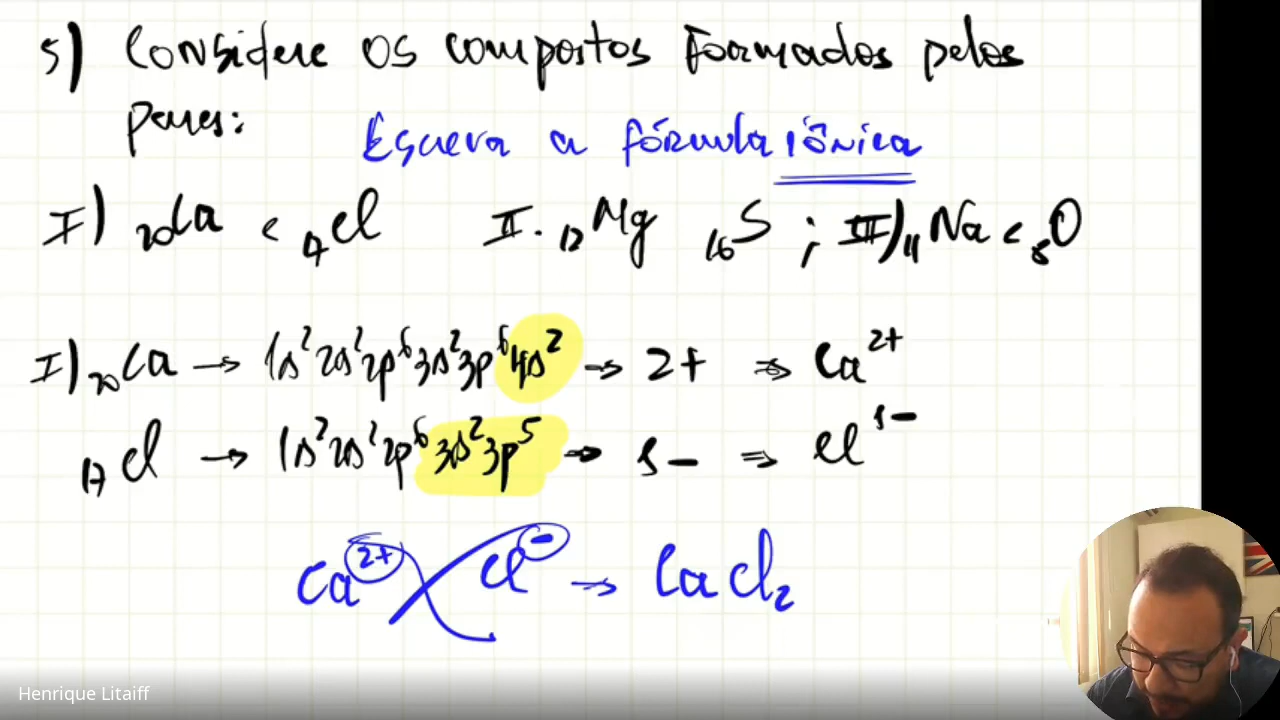 5) Considere os compostos formados pelos
pares:
Escreva a fórmula iônica
I) ₂₀Ca e ₁₇Cl II. ₁₂Mg ₁₆S ; III) ₁₁Na e ₈O
I) ₂₀Ca → 1s² 2s² 2p⁶ 3s² 3p⁶ 4s² → 2+ ⇒ Ca²⁺
₁₇Cl → 1s² 2s² 2p⁶ 3s² 3p⁵ → 1- ⇒ Cl¹⁻
Ca²⁺ Cl⁻ → CaCl₂
Henrique Litaiff